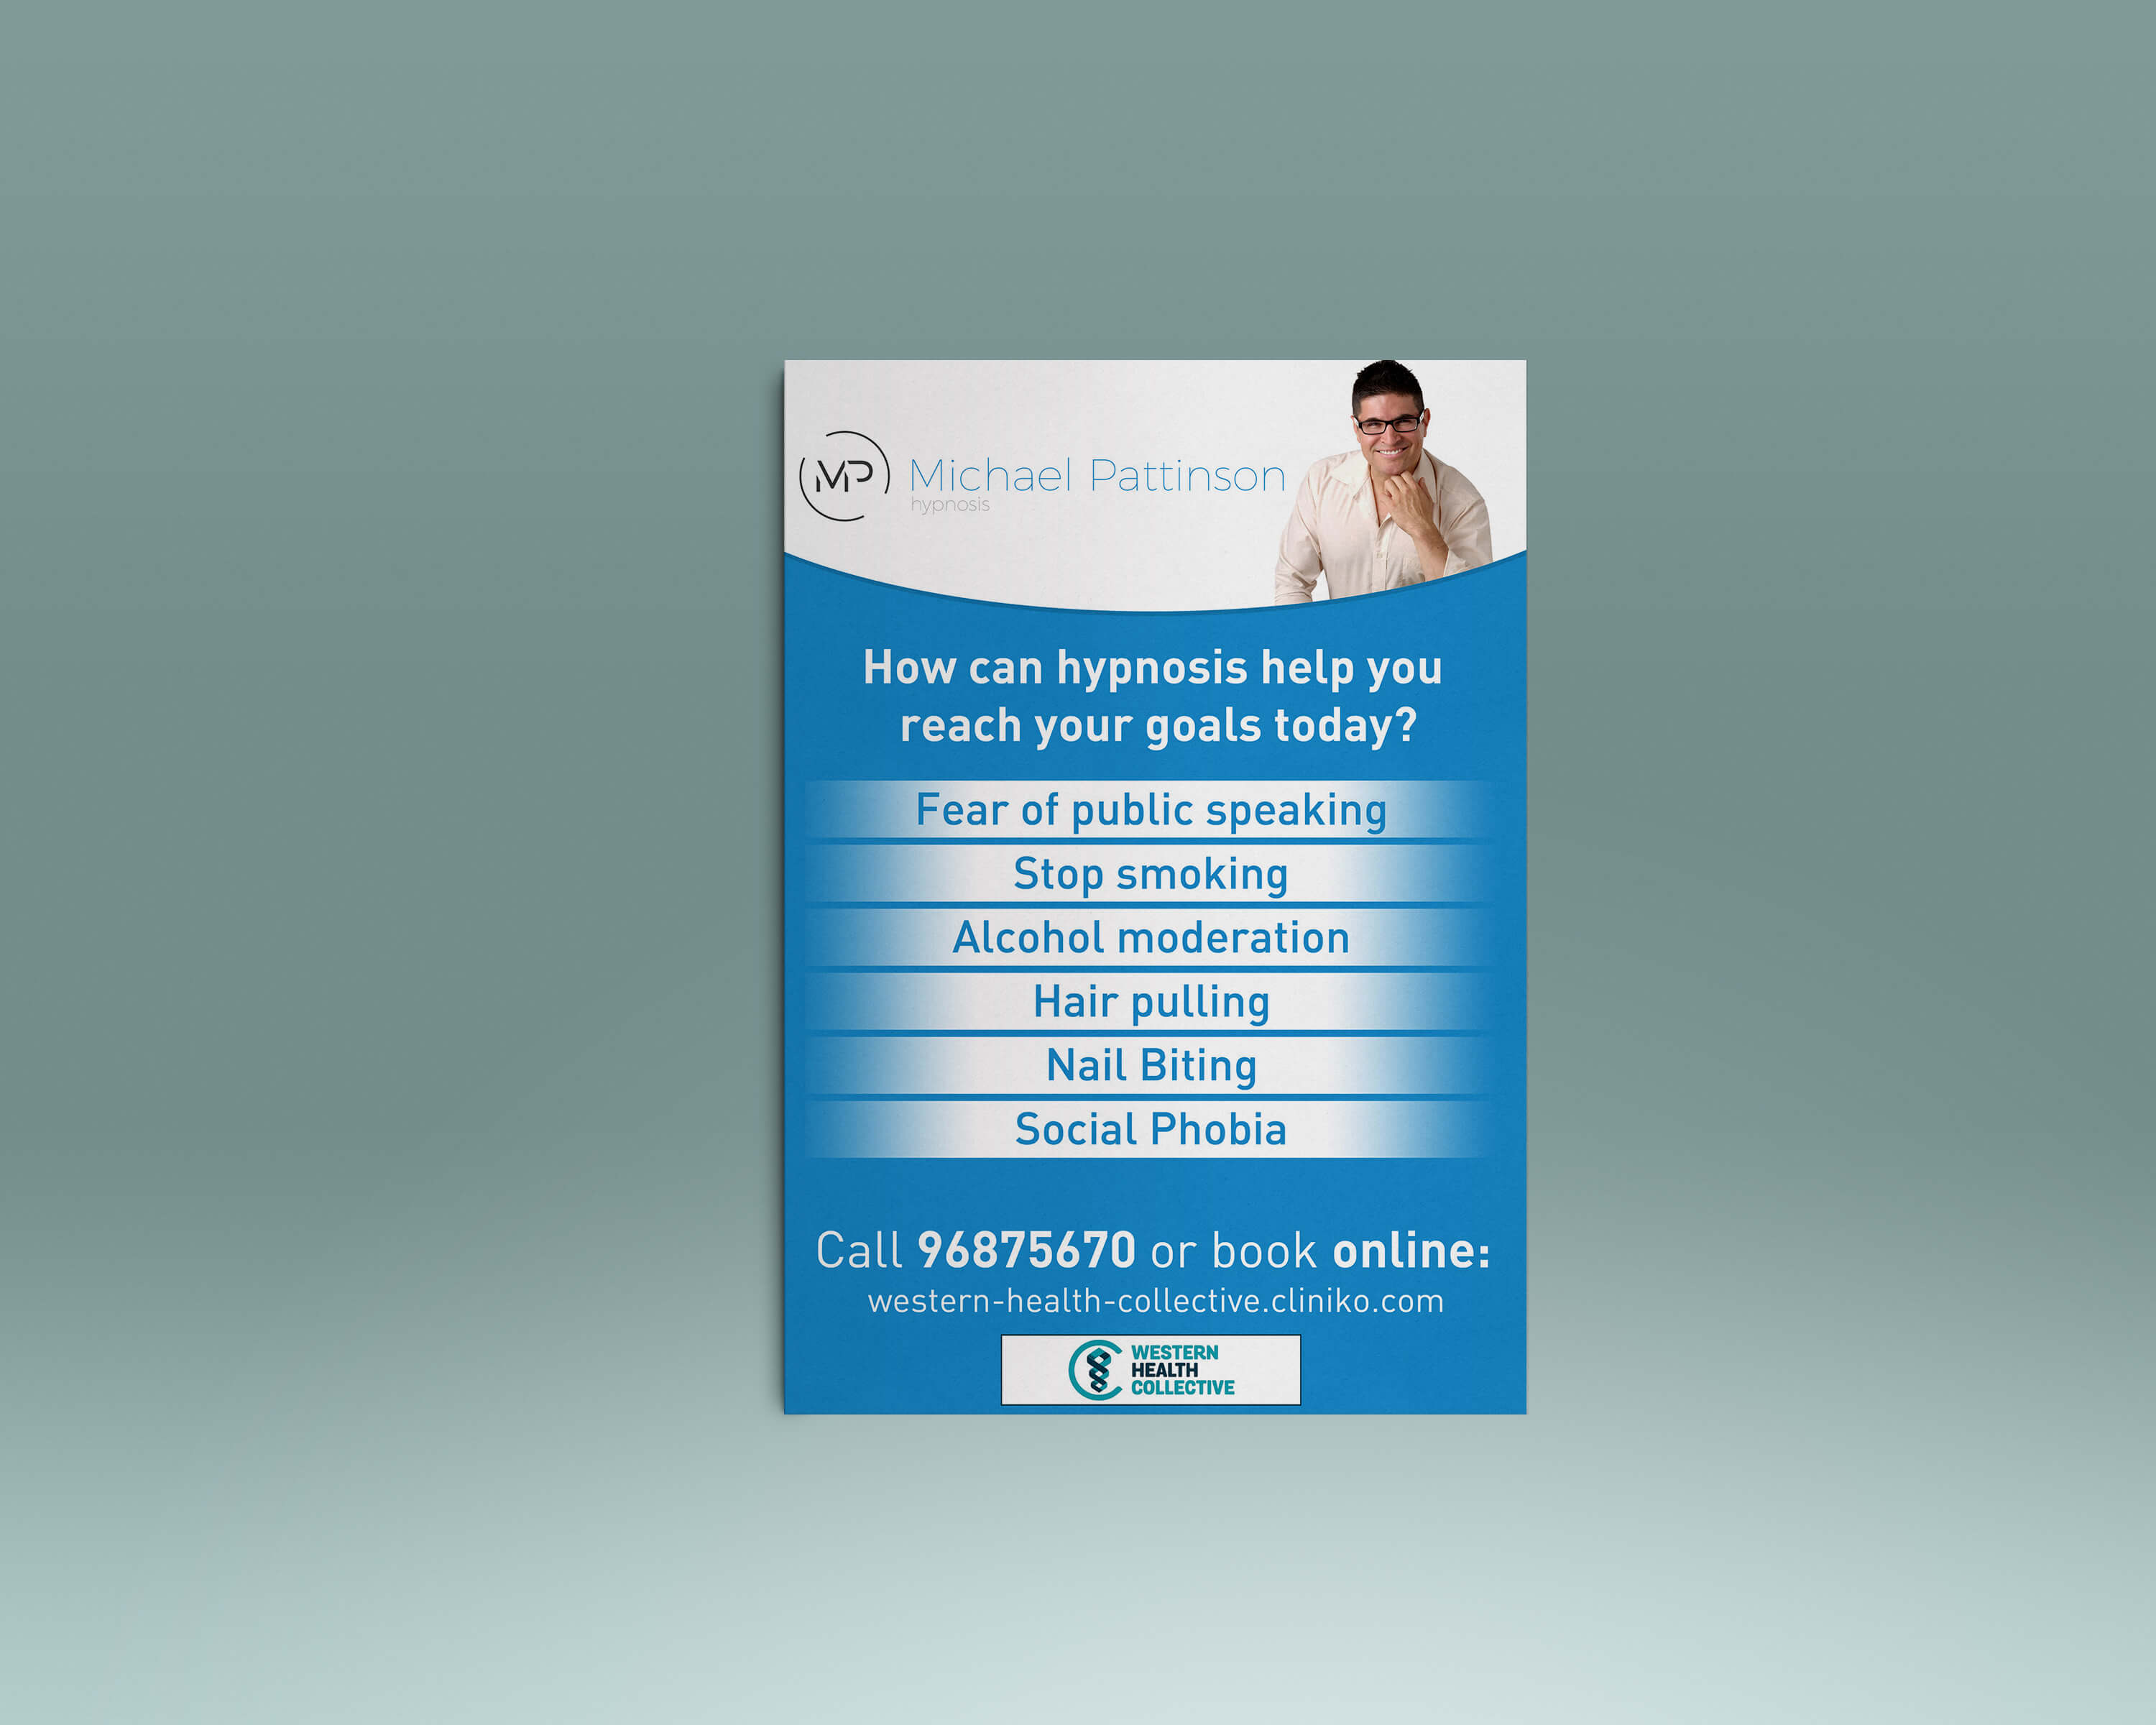 MP
Michael Pattinson
hypnosis
How can hypnosis help you
reach your goals today?
Fear of public speaking
Stop smoking
Alcohol moderation
Hair pulling
Nail Biting
Social Phobia
Call 96875670 or book online:
western-health-collective.cliniko.com
WESTERN
HEALTH
COLLECTIVE